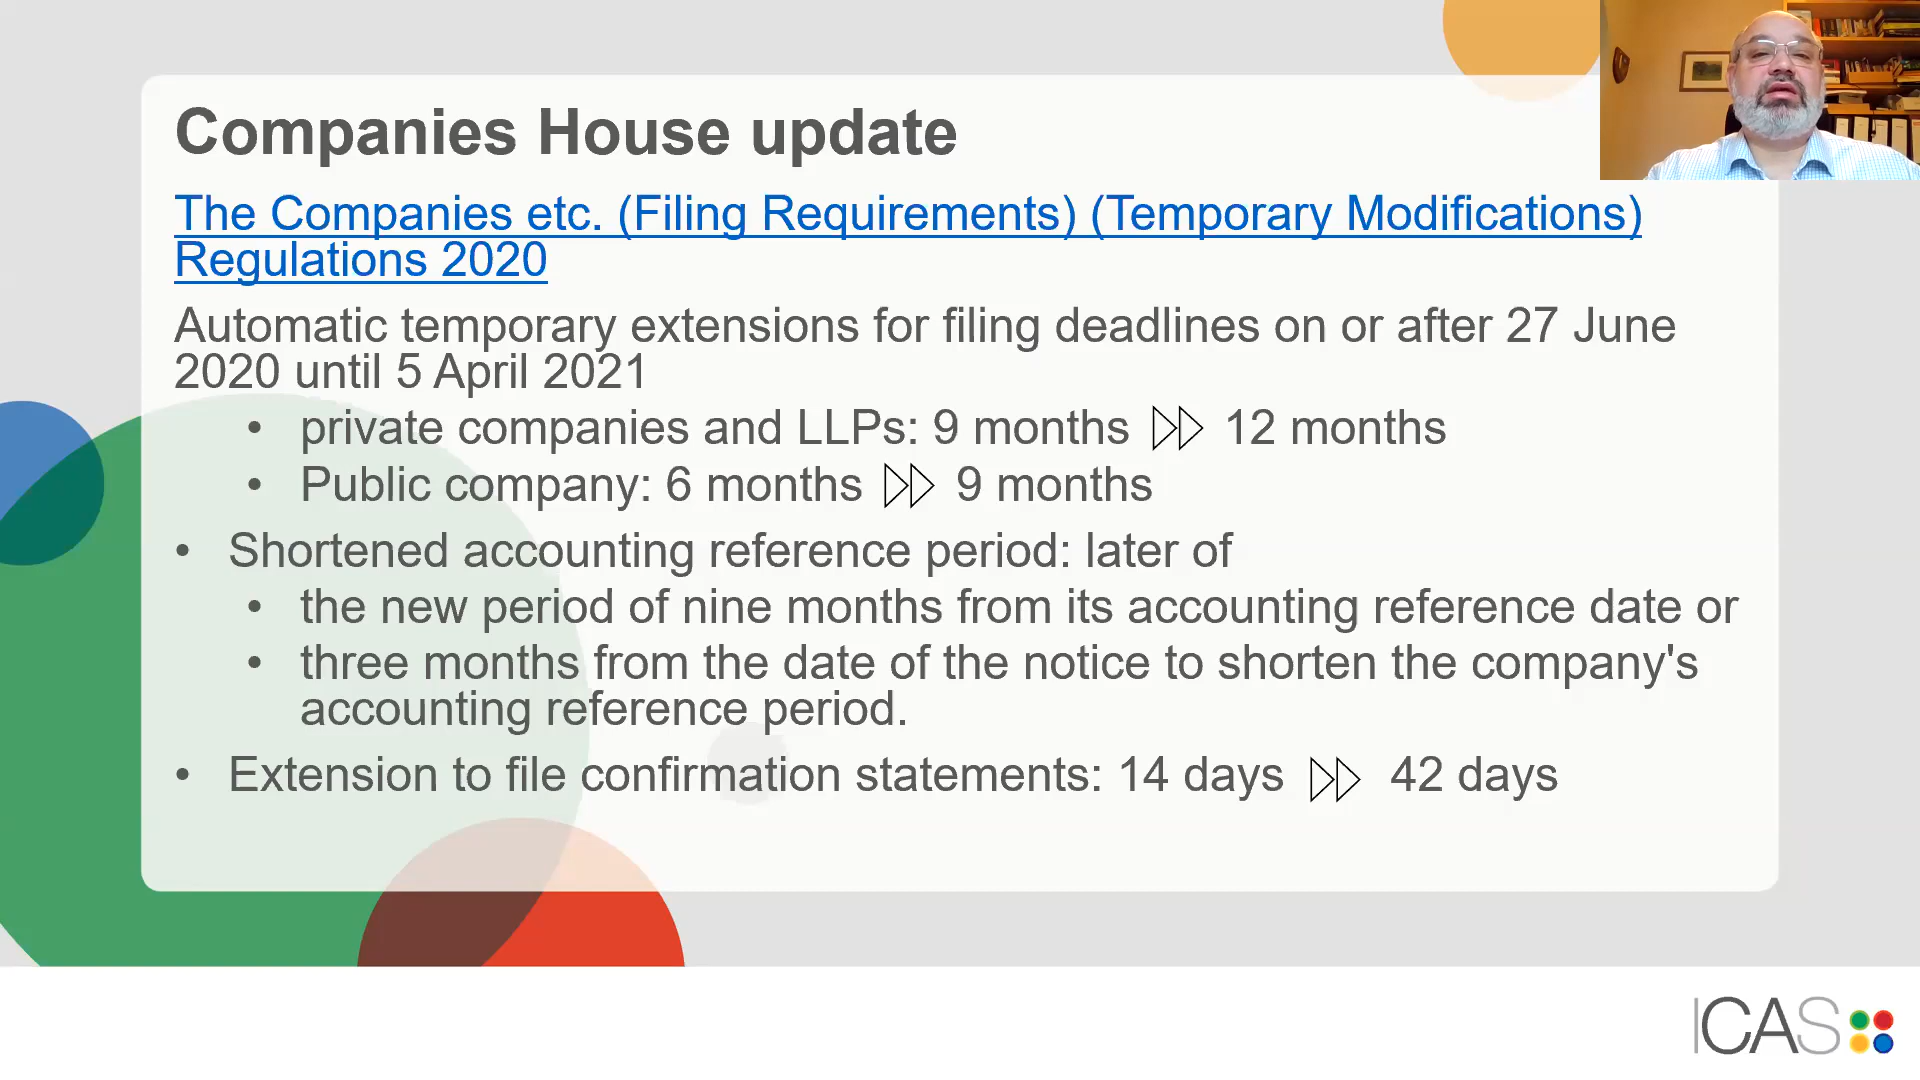 Companies House update
The Companies etc. (Filing Requirements) (Temporary Modifications)
Regulations 2020
Automatic temporary extensions for filing deadlines on or after 27 June
2020 until 5 April 2021
• private companies and LLPs: 9 months ▷▷ 12 months
• Public company: 6 months ▷▷ 9 months
• Shortened accounting reference period: later of
• the new period of nine months from its accounting reference date or
• three months from the date of the notice to shorten the company's
accounting reference period.
• Extension to file confirmation statements: 14 days ▷▷ 42 days
ICAS